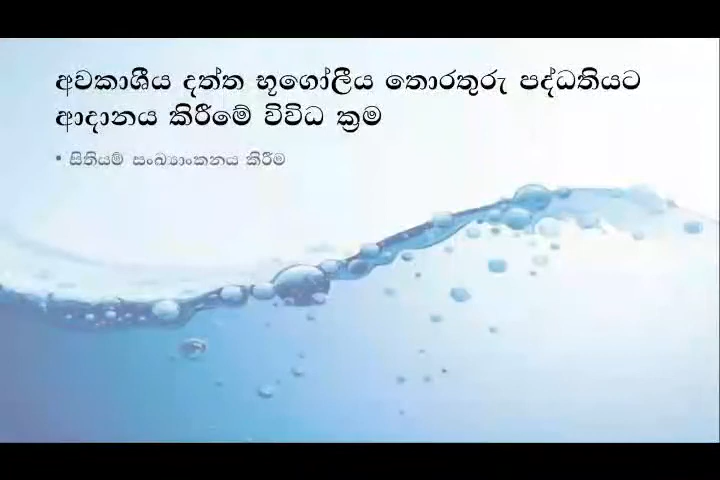 අවකාශීය දත්ත භූගෝලීය තොරතුරු පද්ධතියට
ආදානය කිරීමේ විවිධ ක්‍රම
• සිතියම් සංඛ්‍යාංකනය කිරීම